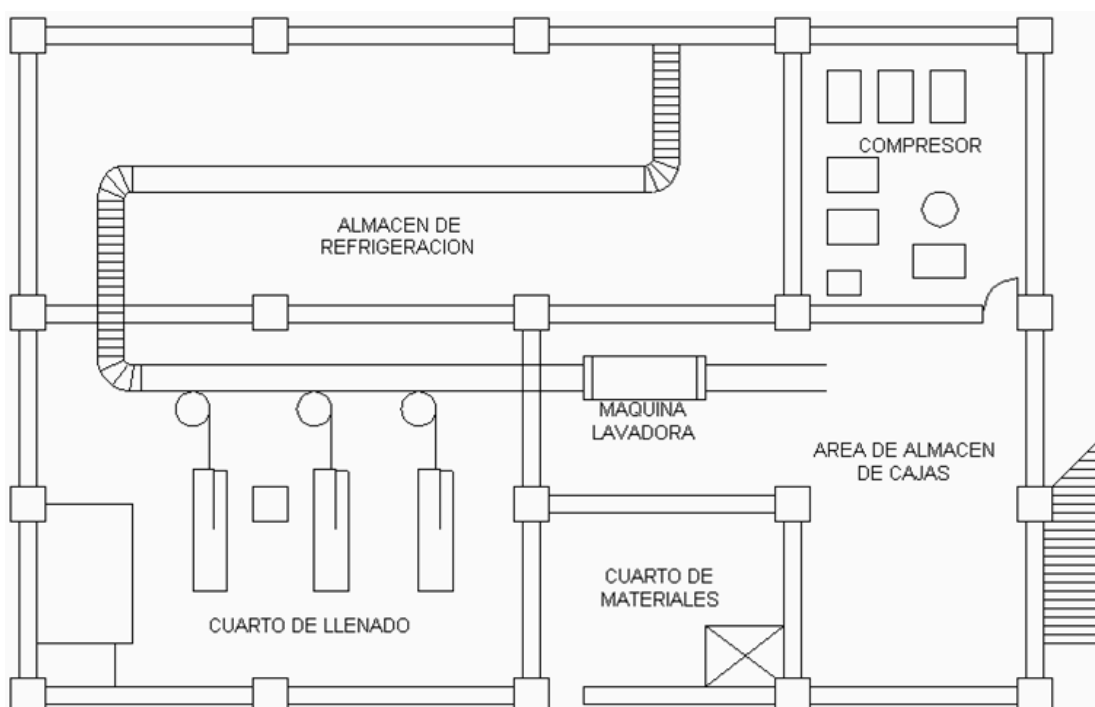 COMPRESOR
ALMACEN DE
REFRIGERACION
MAQUINA
LAVADORA
AREA DE ALMACEN
DE CAJAS
CUARTO DE
MATERIALES
CUARTO DE LLENADO